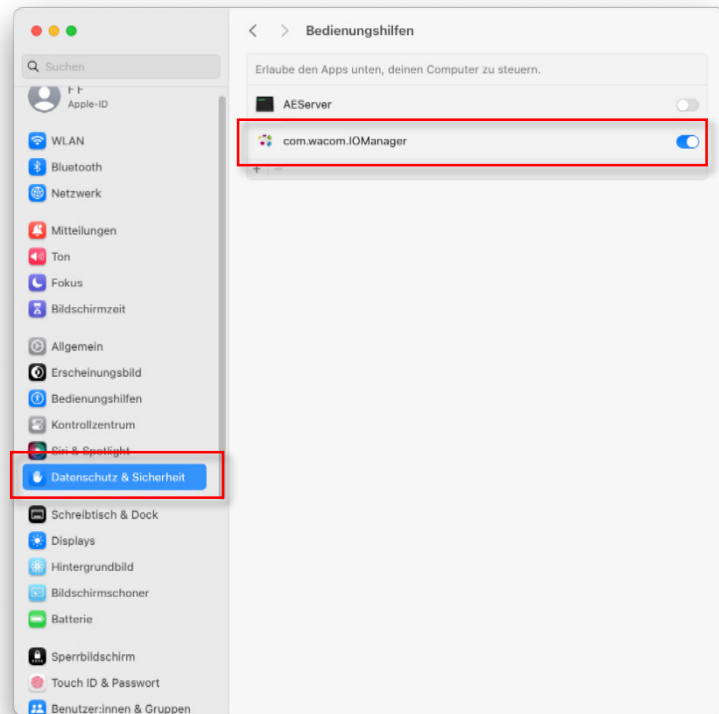 Bedienungshilfen
Suchen
Erlaube den Apps unten, deinen Computer zu steuern.
AEServer
com.wacom.IOManager
F F
Apple-ID
WLAN
Bluetooth
Netzwerk
Mitteilungen
Ton
Fokus
Bildschirmzeit
Allgemein
Erscheinungsbild
Bedienungshilfen
Kontrollzentrum
Siri & Spotlight
Datenschutz & Sicherheit
Schreibtisch & Dock
Displays
Hintergrundbild
Bildschirmschoner
Batterie
Sperrbildschirm
Touch ID & Passwort
Benutzer:innen & Gruppen